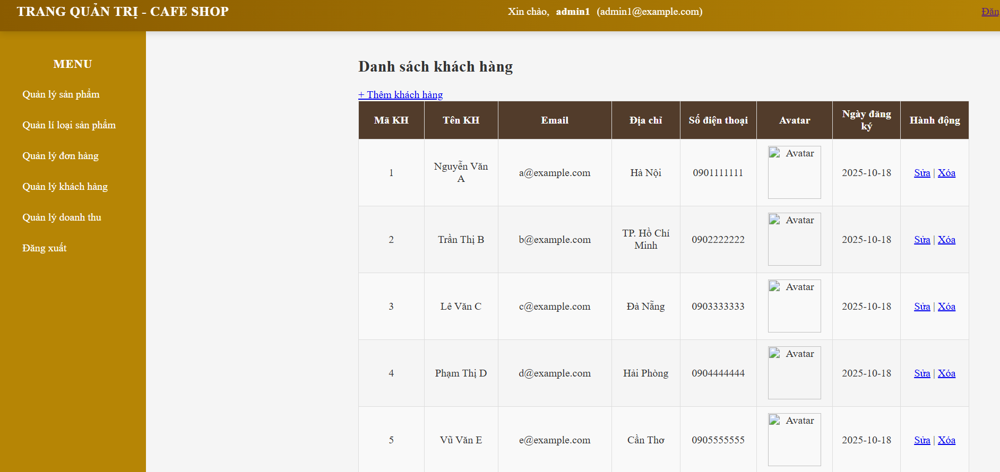 TRANG QUẢN TRỊ - CAFE SHOP
Xin chào, admin1 (admin1@example.com)
Đăn
MENU
Quản lý sản phẩm
Quản lí loại sản phẩm
Quản lý đơn hàng
Quản lý khách hàng
Quản lý doanh thu
Đăng xuất
Danh sách khách hàng
+ Thêm khách hàng
Mã KH Tên KH Email Địa chỉ Số điện thoại Avatar Ngày đăng ký Hành động
1 Nguyễn Văn A a@example.com Hà Nội 0901111111 Avatar 2025-10-18 Sửa | Xóa
2 Trần Thị B b@example.com TP. Hồ Chí Minh 0902222222 Avatar 2025-10-18 Sửa | Xóa
3 Lê Văn C c@example.com Đà Nẵng 0903333333 Avatar 2025-10-18 Sửa | Xóa
4 Phạm Thị D d@example.com Hải Phòng 0904444444 Avatar 2025-10-18 Sửa | Xóa
5 Vũ Văn E e@example.com Cần Thơ 0905555555 Avatar 2025-10-18 Sửa | Xóa